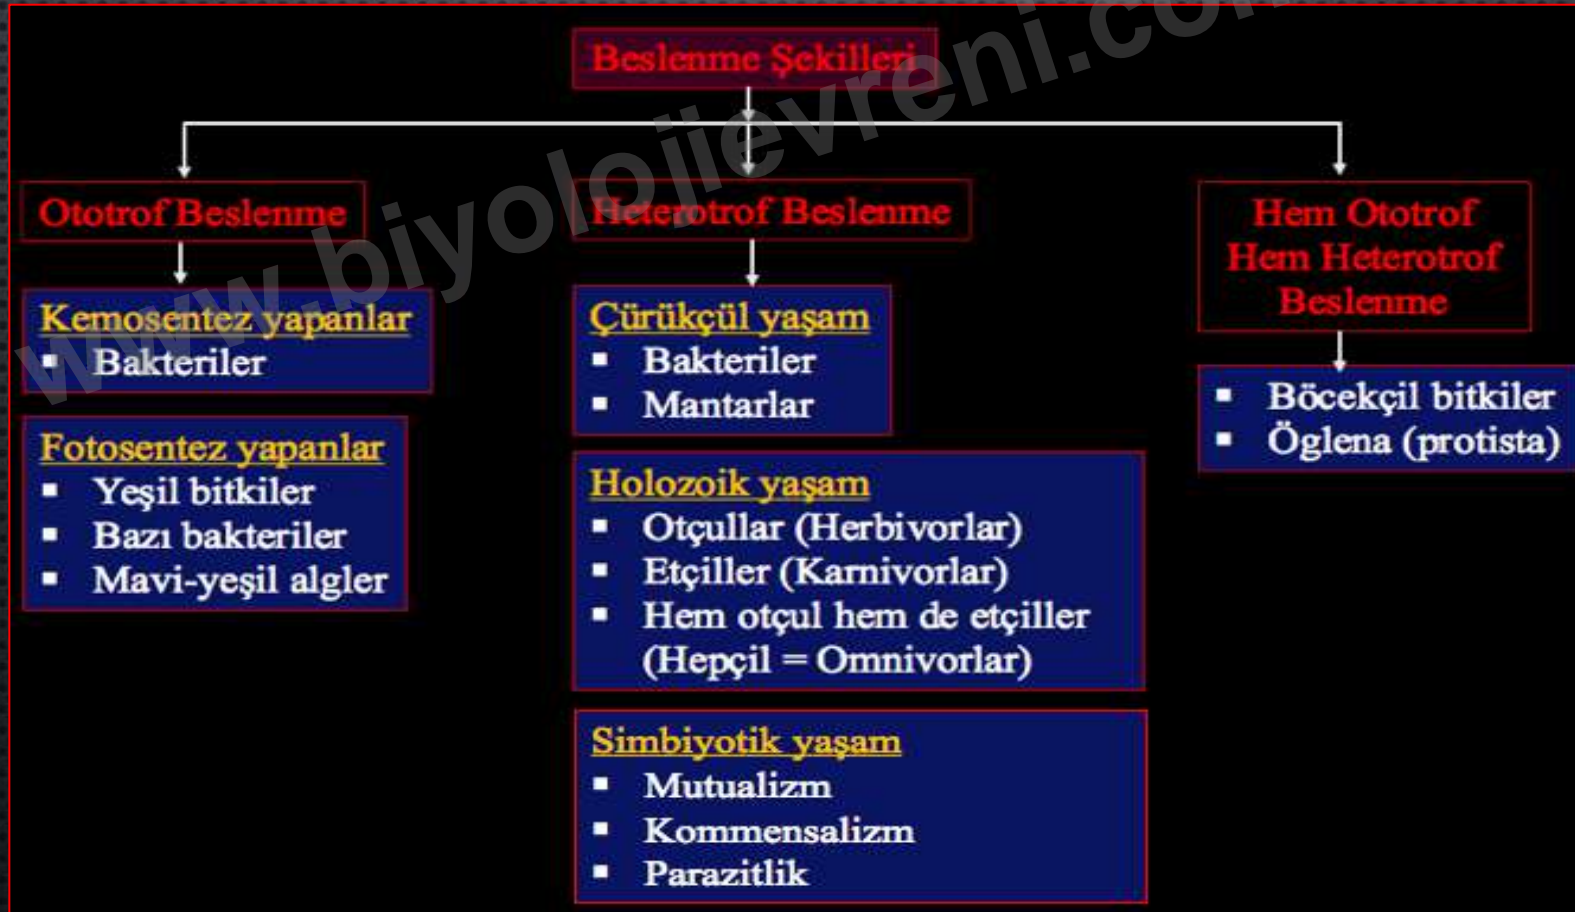 Beslenme Şekilleri
Ototrof Beslenme
Kemosentez yapanlar
▪ Bakteriler
Fotosentez yapanlar
▪ Yeşil bitkiler
▪ Bazı bakteriler
▪ Mavi-yeşil algler
Heterotrof Beslenme
Çürükçül yaşam
▪ Bakteriler
▪ Mantarlar
Holozoik yaşam
▪ Otçullar (Herbivorlar)
▪ Etçiller (Karnivorlar)
▪ Hem otçul hem de etçiller
(Hepçil = Omnivorlar)
Simbiyotik yaşam
▪ Mutualizm
▪ Kommensalizm
▪ Parazitlik
Hem Ototrof
Hem Heterotrof
Beslenme
▪ Böcekçil bitkiler
▪ Öglena (protista)
www.biyolojievreni.com